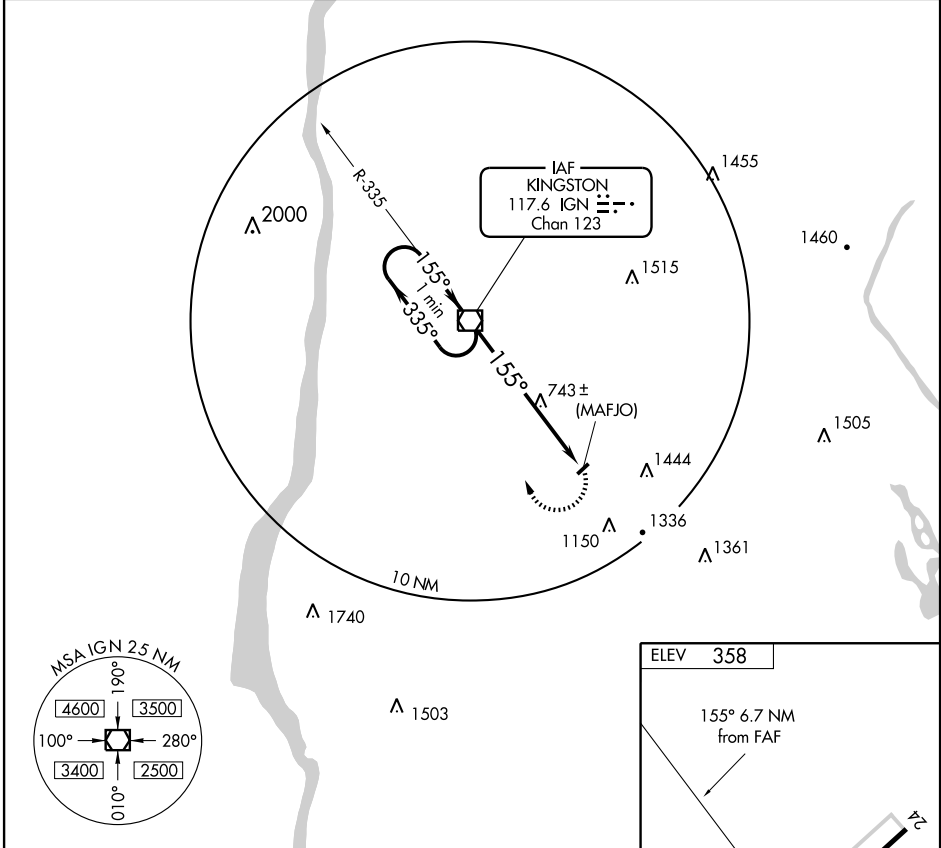 1455
IAF
KINGSTON
117.6 IGN
Chan 123
R-335
2000
1460
1515
155°
1 min
335°
155°
743±
(MAFJO)
1505
1444
1336
1150
1361
10 NM
1740
MSA IGN 25 NM
190°
4600 3500
100° 280°
3400 2500
010°
1503
ELEV 358
155° 6.7 NM
from FAF
24